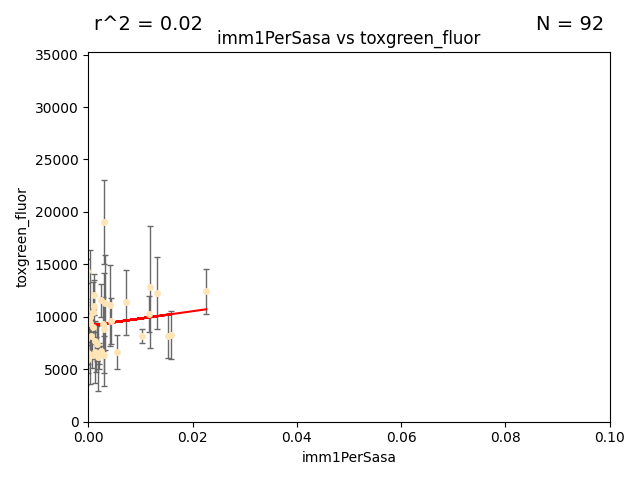 r^2 = 0.02
N = 92
imm1PerSasa vs toxgreen_fluor
35000
30000
25000
20000
15000
10000
5000
0
toxgreen_fluor
0.00
0.02
0.04
0.06
0.08
0.10
imm1PerSasa